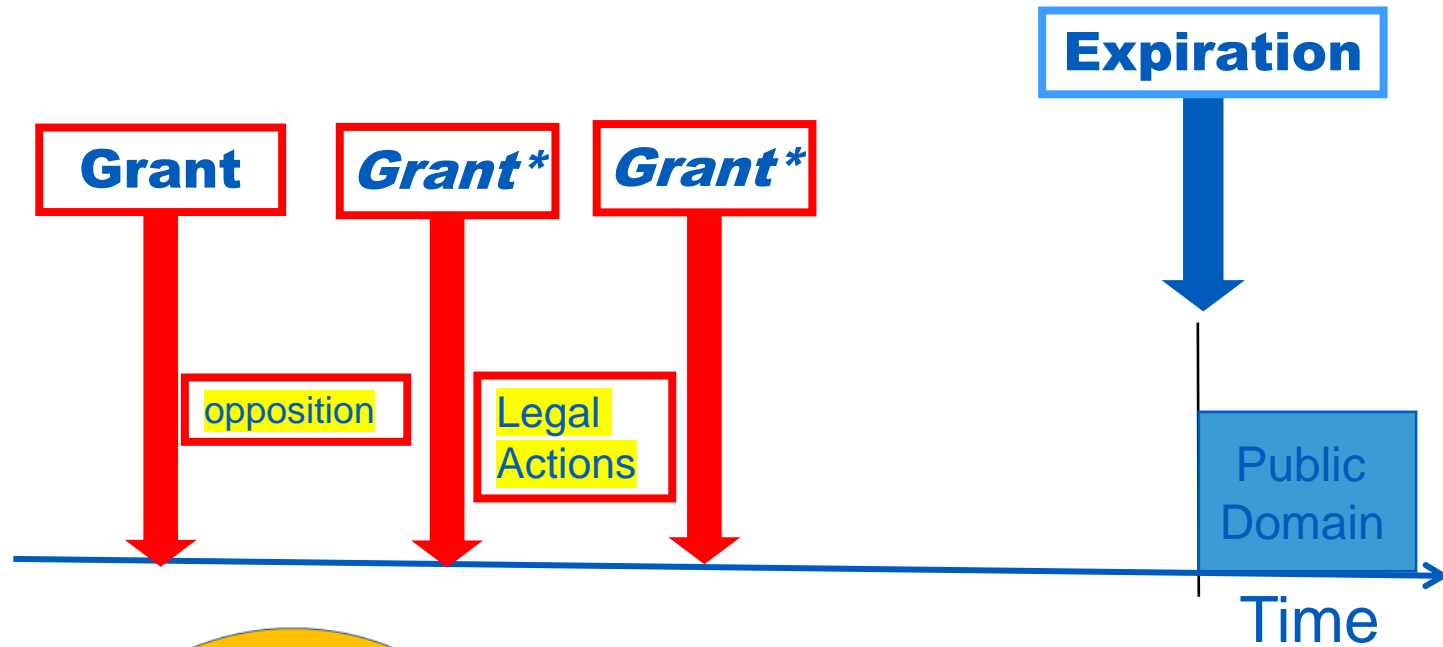 Expiration
Grant
Grant*
Grant*
opposition
Legal
Actions
Public
Domain
Time